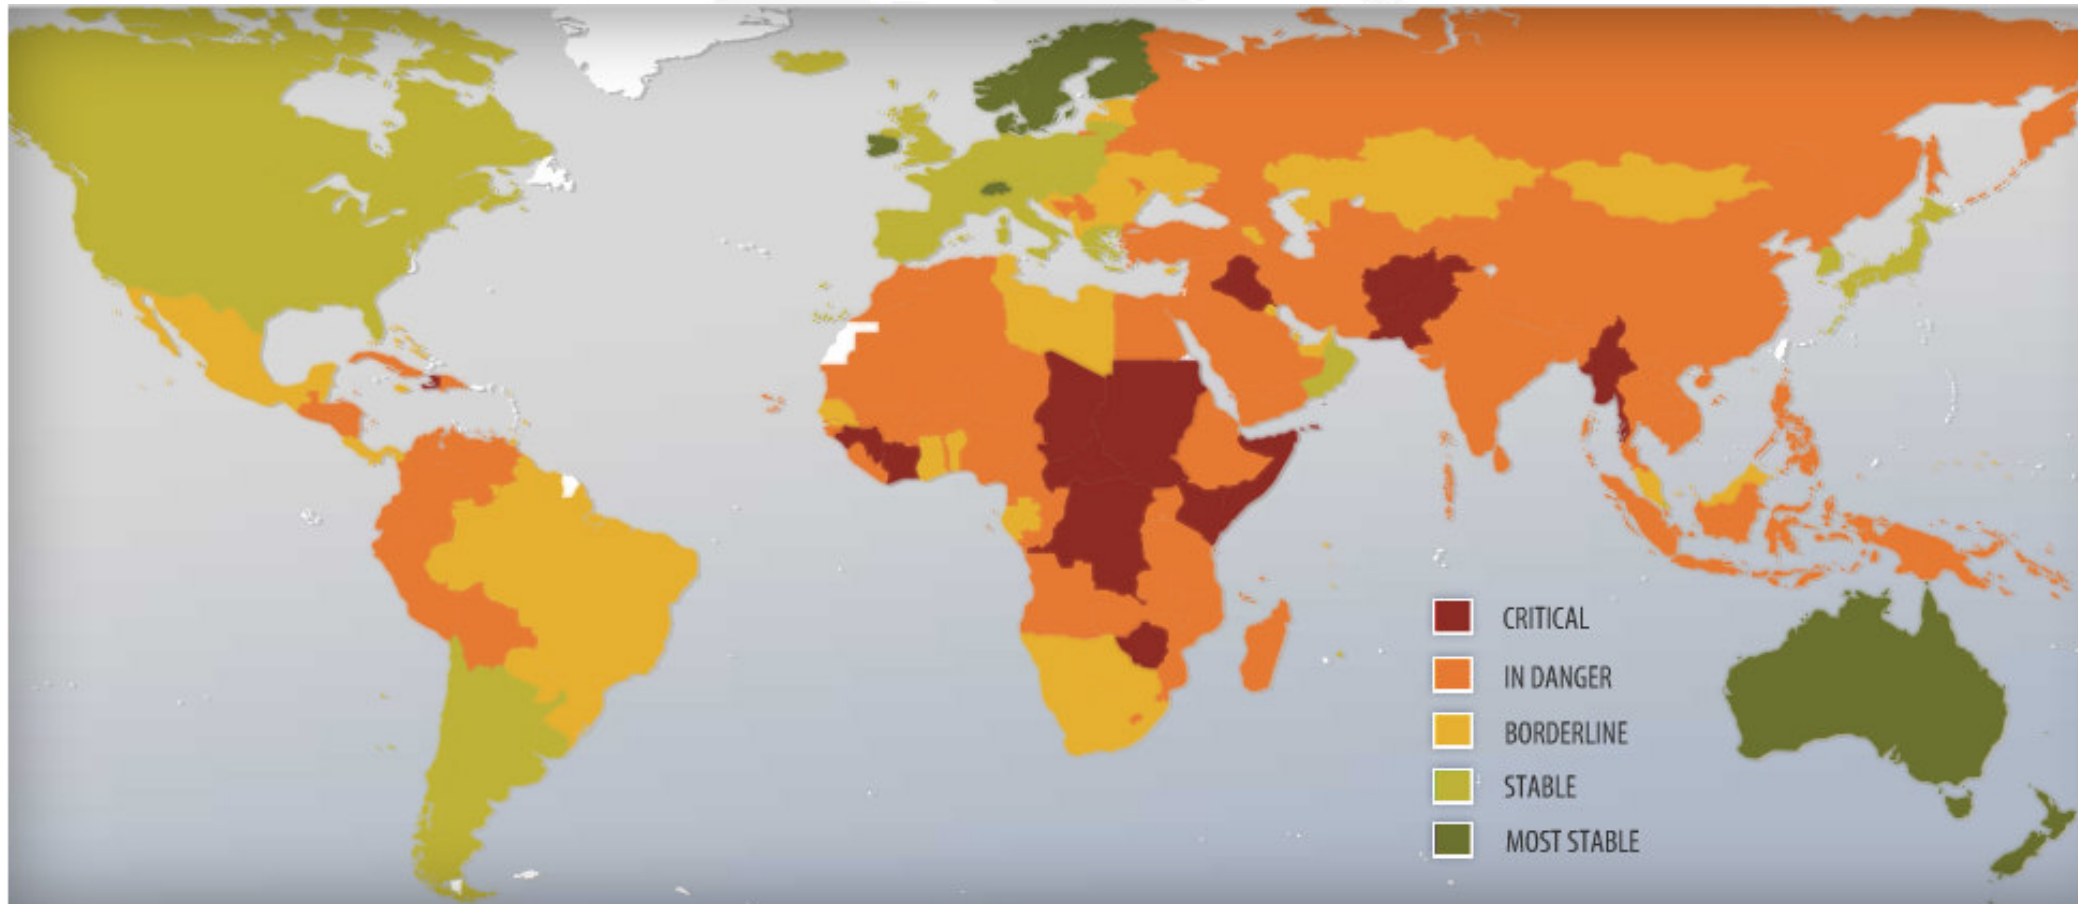 CRITICAL
IN DANGER
BORDERLINE
STABLE
MOST STABLE